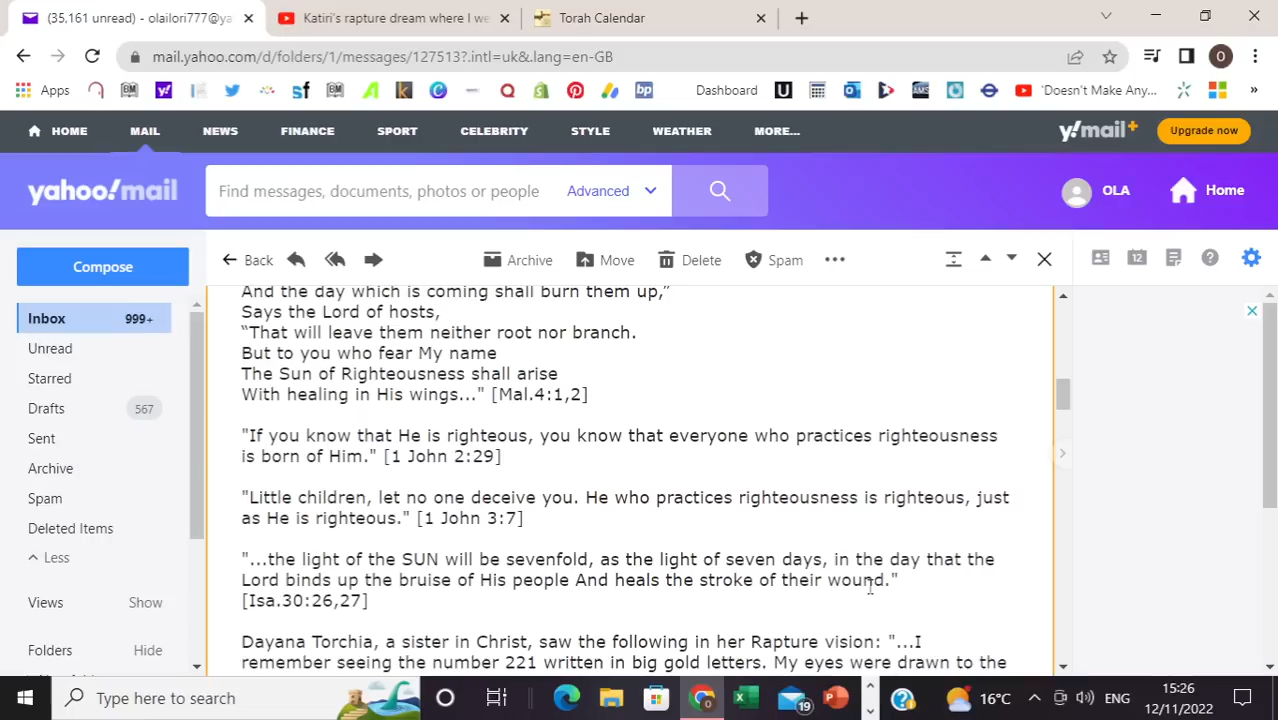 (35,161 unread) - olailori777@ya
Katiri's rapture dream where I we
Torah Calendar
mail.yahoo.com/d/folders/1/messages/127513?.intl=uk&.lang=en-GB
O
Apps
Dashboard
'Doesn't Make Any...
HOME MAIL NEWS FINANCE SPORT CELEBRITY STYLE WEATHER MORE...
y!mail+
Upgrade now
yahoo!mail
Find messages, documents, photos or people
Advanced
OLA
Home
Compose
Back
Archive
Move
Delete
Spam
12
Inbox 999+
Unread
Starred
Drafts 567
Sent
Archive
Spam
Deleted Items
Less
Views Show
Folders Hide
And the day which is coming shall burn them up,”
Says the Lord of hosts,
“That will leave them neither root nor branch.
But to you who fear My name
The Sun of Righteousness shall arise
With healing in His wings..." [Mal.4:1,2]
"If you know that He is righteous, you know that everyone who practices righteousness
is born of Him." [1 John 2:29]
"Little children, let no one deceive you. He who practices righteousness is righteous, just
as He is righteous." [1 John 3:7]
"...the light of the SUN will be sevenfold, as the light of seven days, in the day that the
Lord binds up the bruise of His people And heals the stroke of their wound."
[Isa.30:26,27]
Dayana Torchia, a sister in Christ, saw the following in her Rapture vision: "...I
remember seeing the number 221 written in big gold letters. My eyes were drawn to the
Type here to search
19
16°C
ENG
15:26
12/11/2022